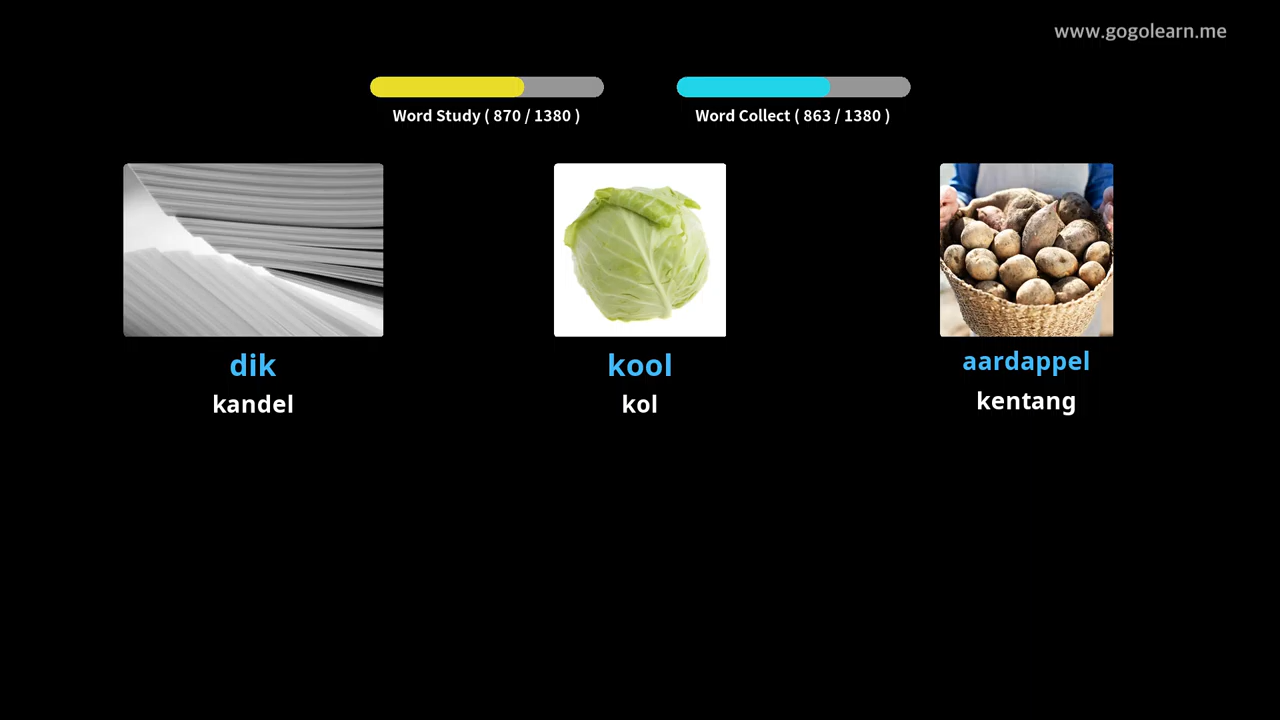 www.gogolearn.me
Word Study ( 870 / 1380 )
Word Collect ( 863 / 1380 )
dik
kandel
kool
kol
aardappel
kentang